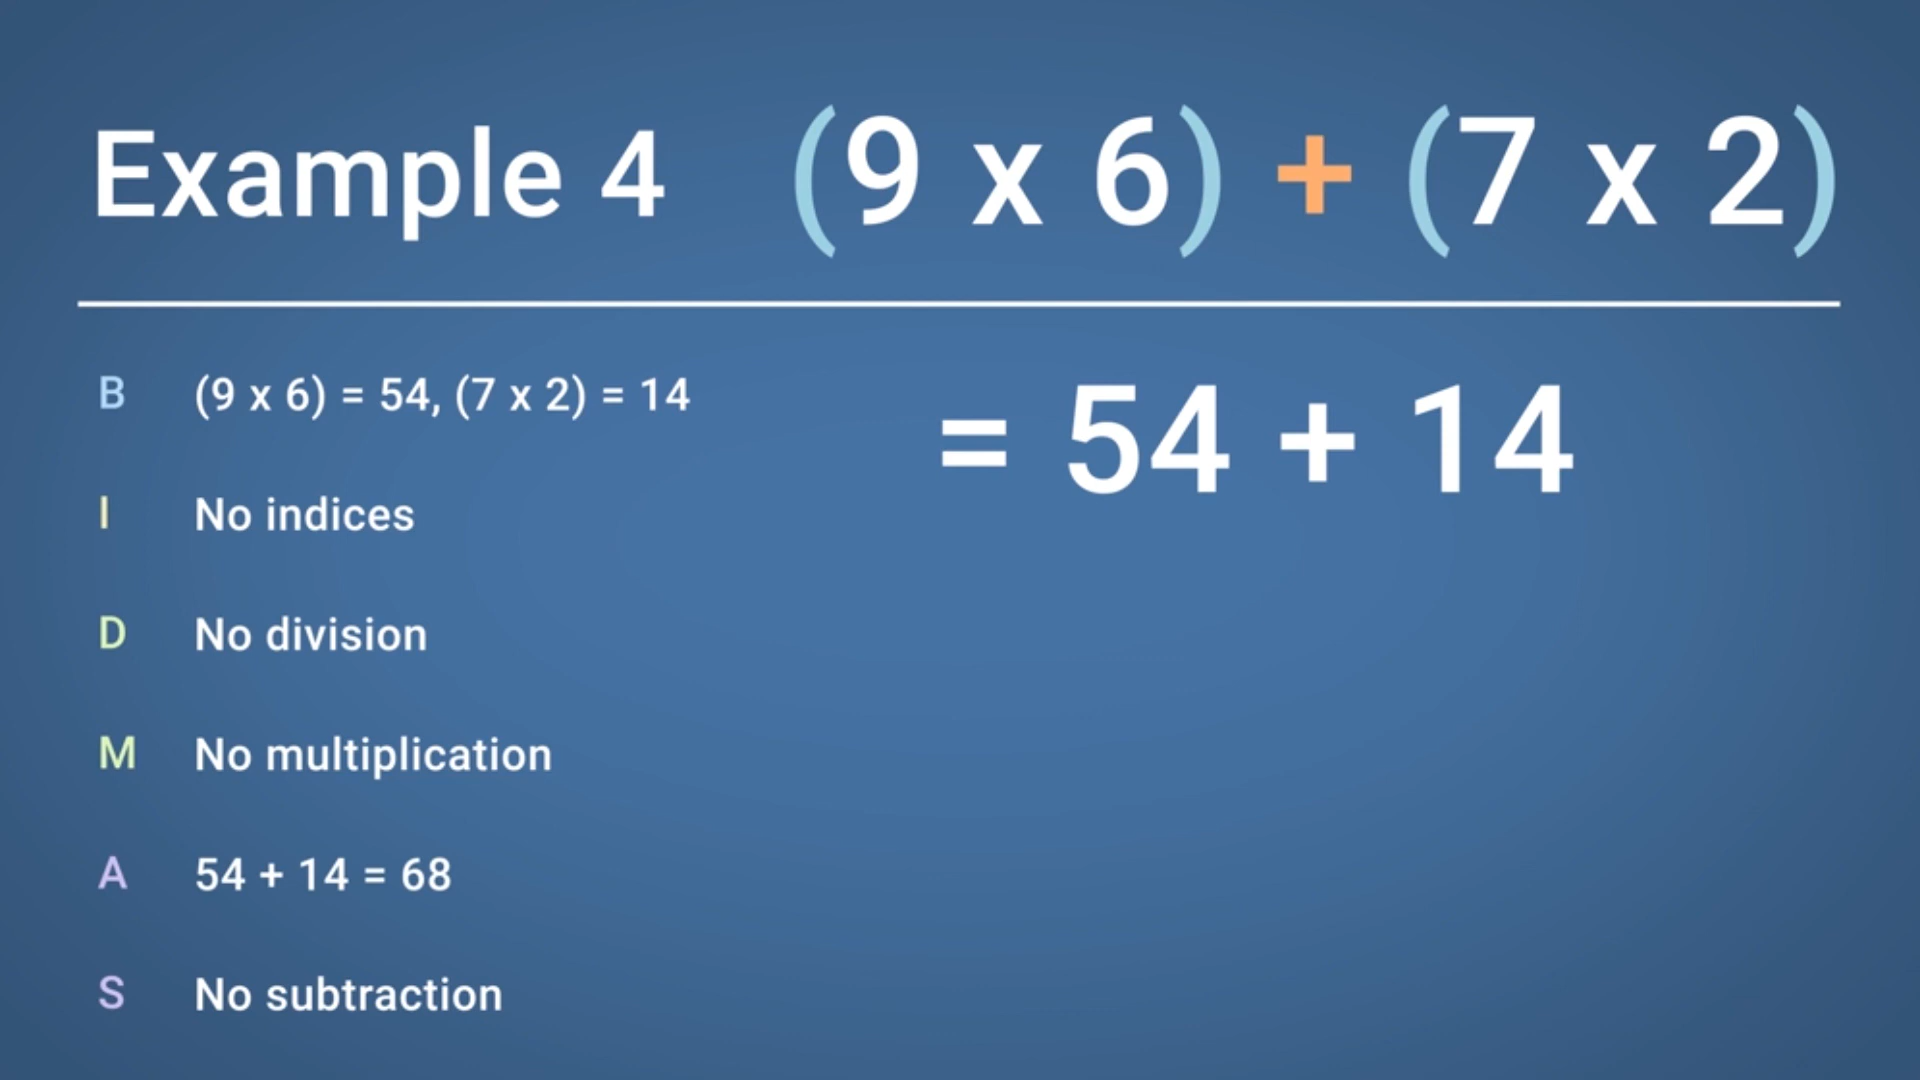 Example 4 (9 x 6) + (7 x 2)
B (9 x 6) = 54, (7 x 2) = 14
= 54 + 14
I No indices
D No division
M No multiplication
A 54 + 14 = 68
S No subtraction